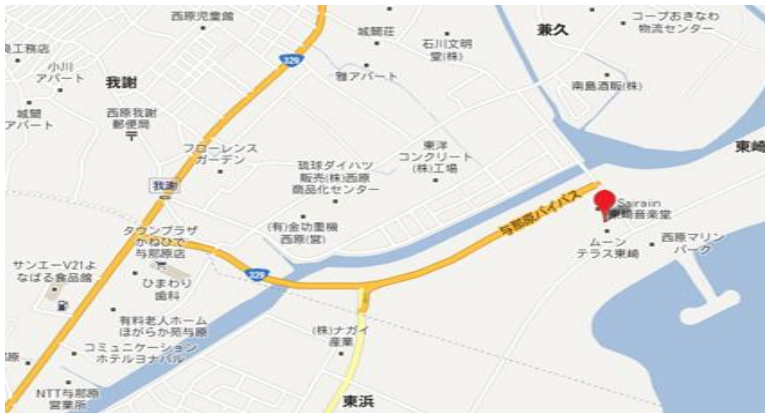 西原児童館
城間荘
石川文明
堂(株)
兼久
コープおきなわ
物流センター
工務店
小川
アパート
329
雅アパート
我謝
南島酒販(株)
城間
アパート
西原我謝
郵便局
フローレンス
ガーデン
琉球ダイハツ
販売(株)西原
商品化センター
東洋
コンクリート
(株)工場
東崎
我謝
与那原バイパス
Sairaiin
東崎音楽堂
タウンプラザ
かねひで
与那原店
(有)金功重機
西原(営)
ムーン
テラス東崎
西原マリン
パーク
サンエーV21よ
なばる食品館
ひまわり
歯科
329
有料老人ホーム
ほがらか苑与原
(株)ナガイ
産業
コミュニケーション
ホテルヨナバル
原
NTT与那原
営業所
東浜